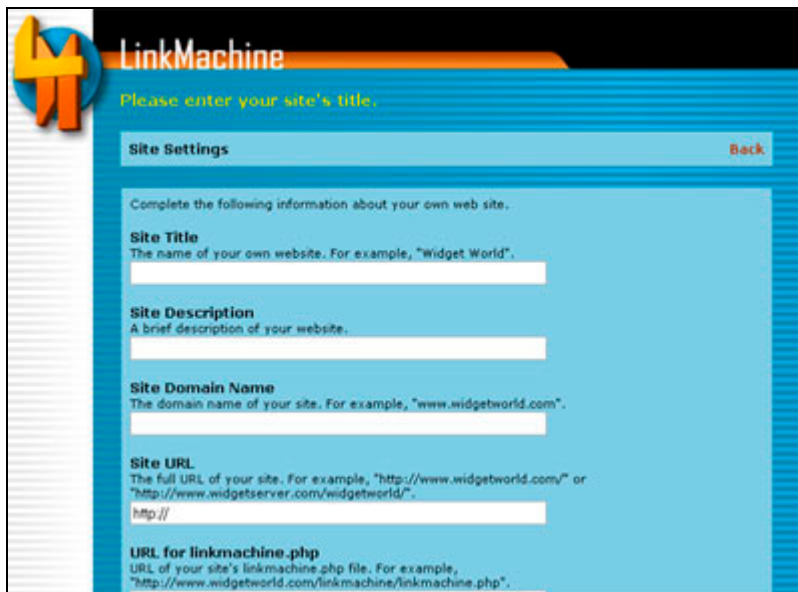 LinkMachine
Please enter your site's title.
Site Settings
Back
Complete the following information about your own web site.
Site Title
The name of your own website. For example, "Widget World".
Site Description
A brief description of your website.
Site Domain Name
The domain name of your site. For example, "www.widgetworld.com".
Site URL
The full URL of your site. For example, "http://www.widgetworld.com/" or
"http://www.widgetserver.com/widgetworld/".
http://
URL for linkmachine.php
URL of your site's linkmachine.php file. For example,
"http://www.widgetworld.com/linkmachine/linkmachine.php".